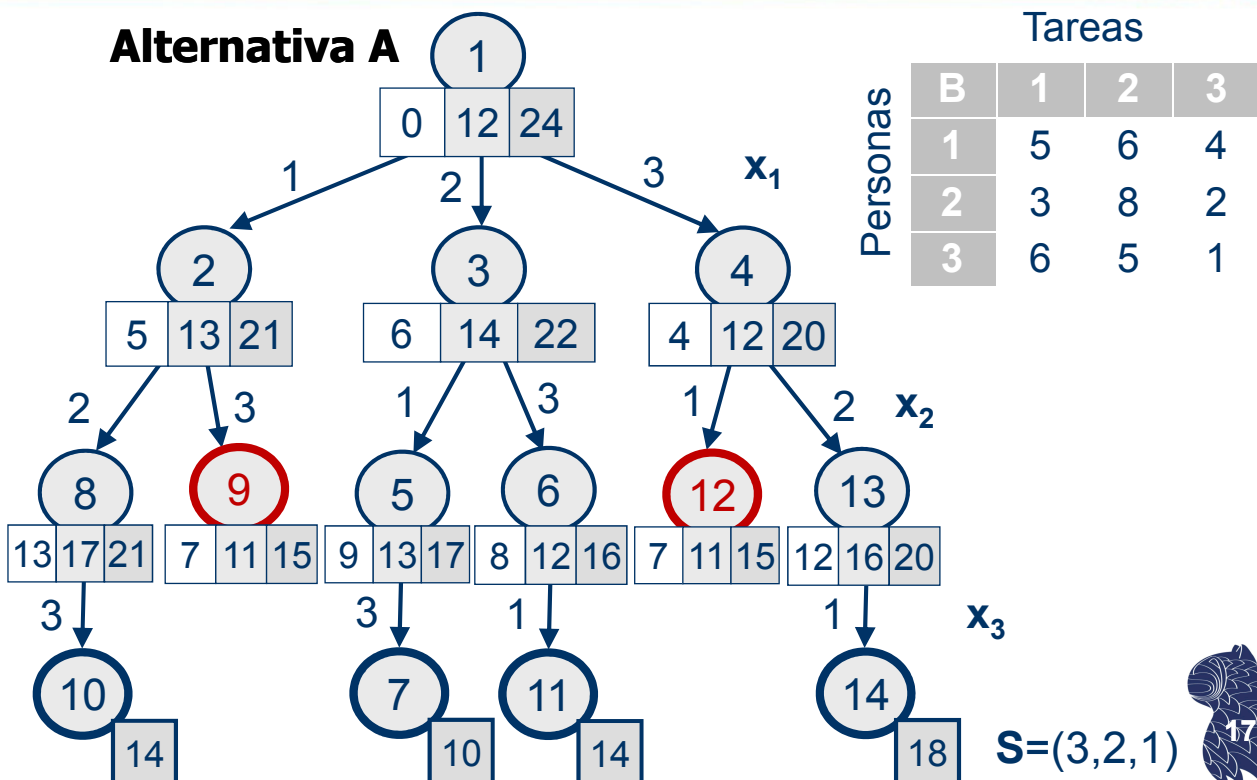 Alternativa A
1
0 12 24
1 2 3 x1
2 3 4
5 13 21 6 14 22 4 12 20
2 3 1 3 1 2 x2
8 9 5 6 12 13
13 17 21 7 11 15 9 13 17 8 12 16 7 11 15 12 16 20
3 3 1 1 x3
10 7 11 14
14 10 14 18
S=(3,2,1)
Tareas
Personas
B 1 2 3
1 5 6 4
2 3 8 2
3 6 5 1
17